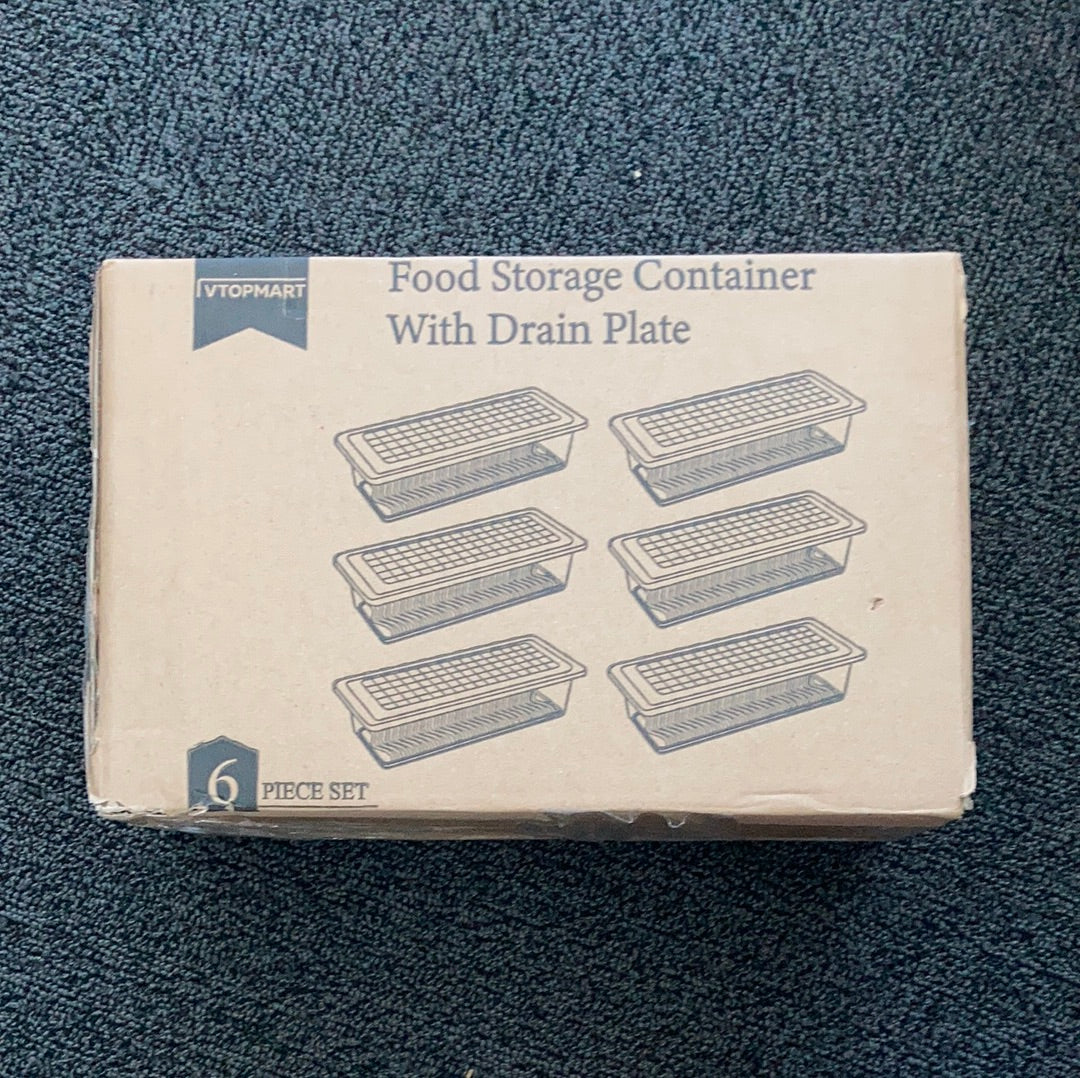 VTOPMART
Food Storage Container
With Drain Plate
6
PIECE SET